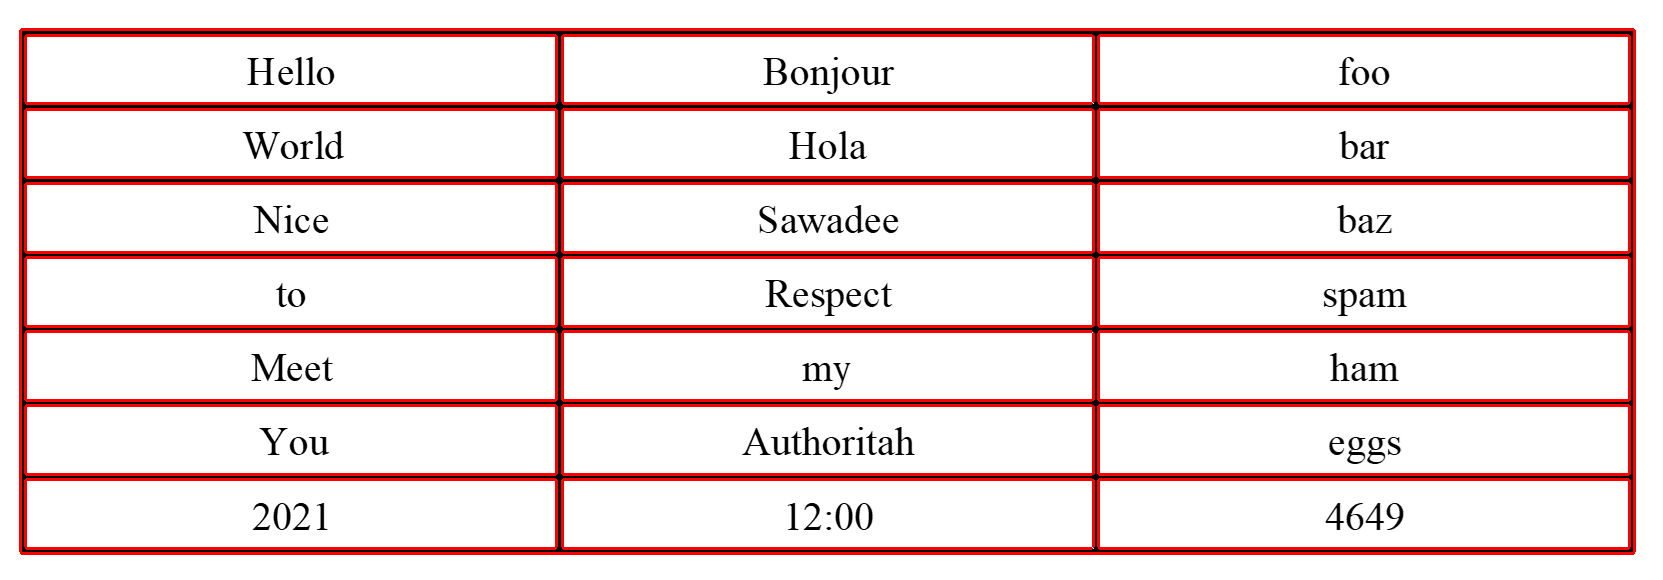 Hello Bonjour foo
World Hola bar
Nice Sawadee baz
to Respect spam
Meet my ham
You Authoritah eggs
2021 12:00 4649